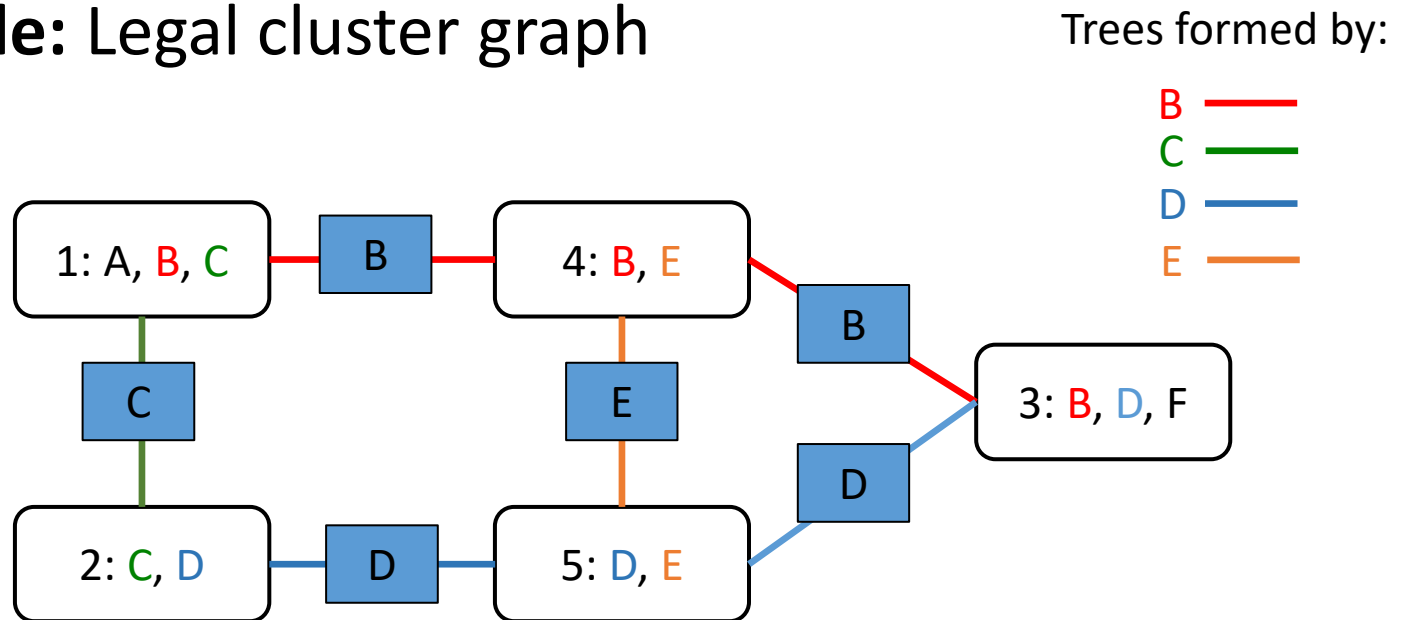 le: Legal cluster graph
Trees formed by:
B
C
D
E
1: A, B, C
B
4: B, E
B
C
E
3: B, D, F
D
2: C, D
D
5: D, E